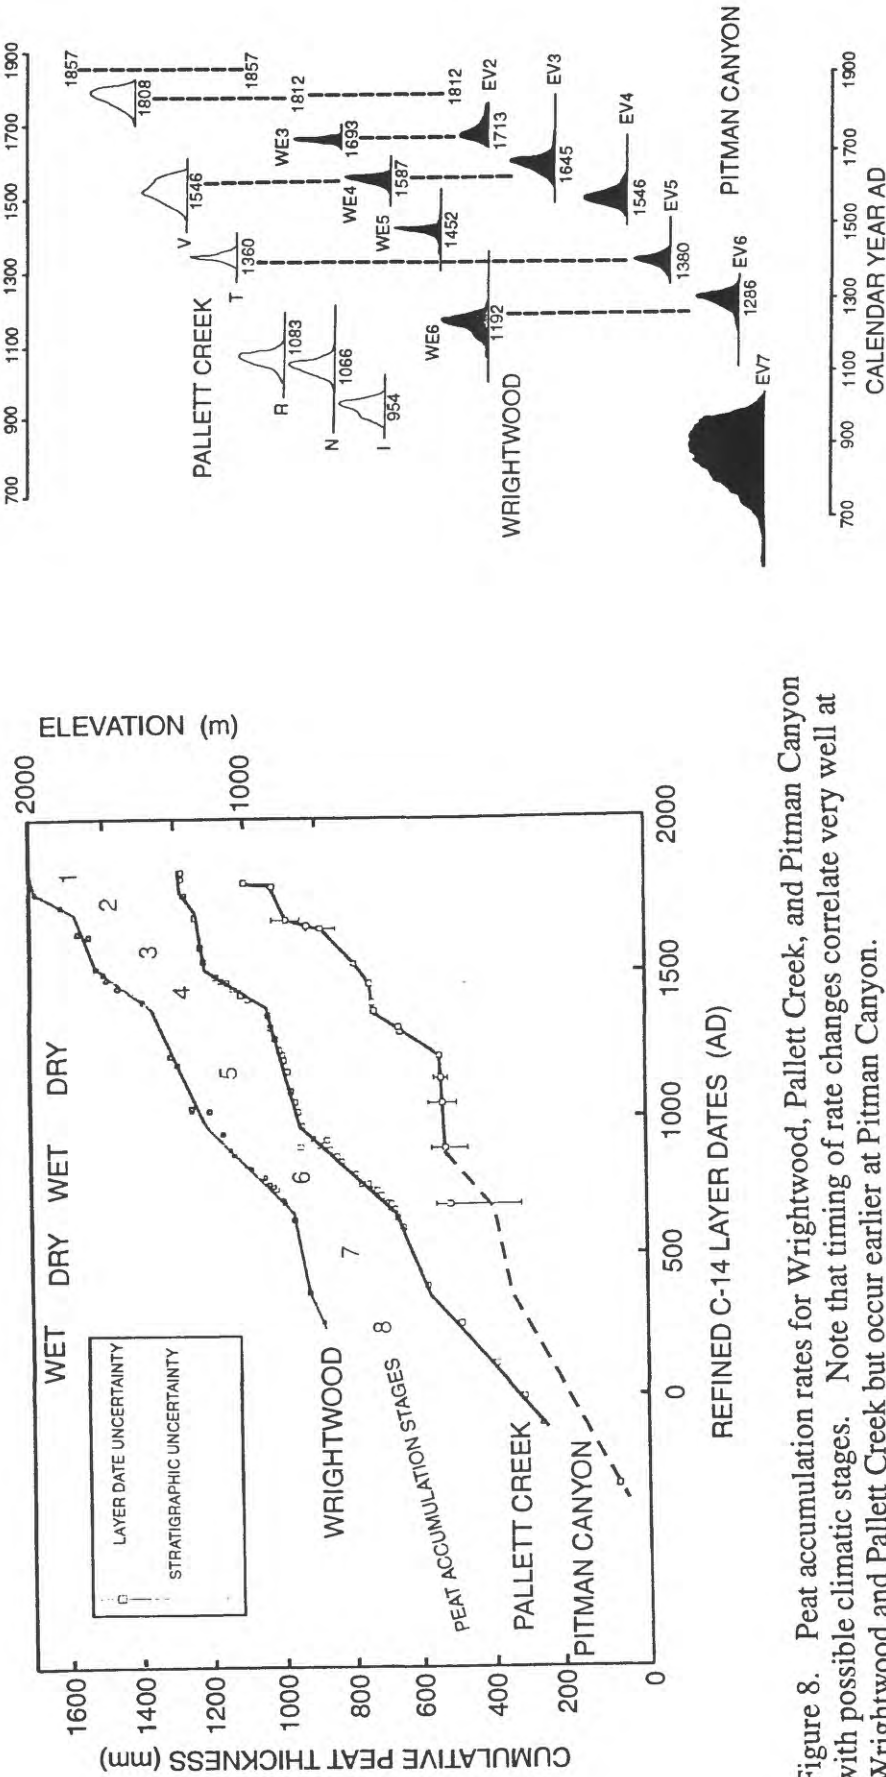 WET DRY WET DRY
ELEVATION (m)
2000
1000
LAYER DATE UNCERTAINTY
STRATIGRAPHIC UNCERTAINTY
1
2
3
4
5
6
7
8
WRIGHTWOOD
PEAT ACCUMULATION STAGES
PALLETT CREEK
PITMAN CANYON
CUMULATIVE PEAT THICKNESS (mm)
1600
1400
1200
1000
800
600
400
200
0
0 500 1000 1500 2000
REFINED C-14 LAYER DATES (AD)
700 900 1100 1300 1500 1700 1900
1857
1808
1857
V
1546
1812
T
1360
PALLETT CREEK
R
1083
N
1066
I
954
WE3
1693
1812
EV2
1713
WE4
1587
EV3
1645
WE5
1452
EV4
1546
WE6
1192
EV5
1380
WRIGHTWOOD
EV6
1286
PITMAN CANYON
EV7
700 900 1100 1300 1500 1700 1900
CALENDAR YEAR AD
Figure 8. Peat accumulation rates for Wrightwood, Pallett Creek, and Pitman Canyon
with possible climatic stages. Note that timing of rate changes correlate very well at
Wrightwood and Pallett Creek but occur earlier at Pitman Canyon.